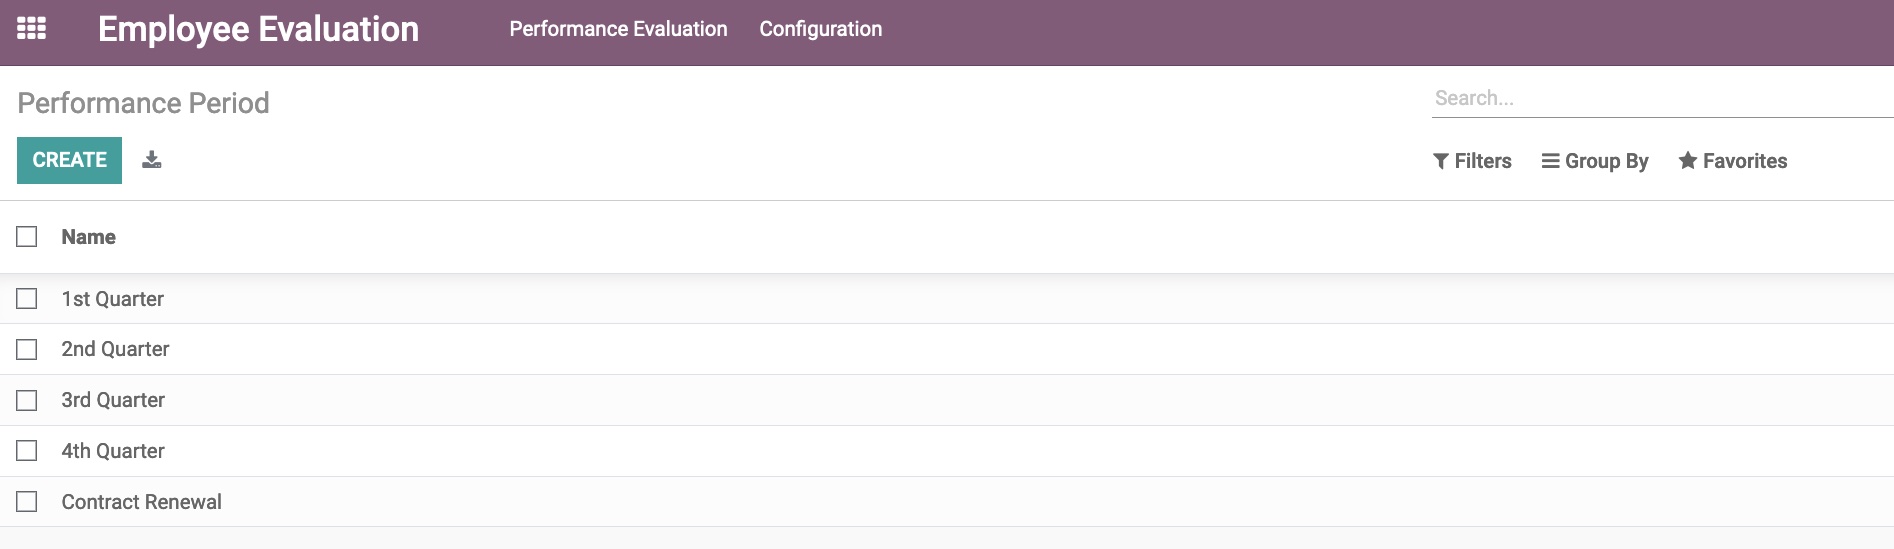 Employee Evaluation Performance Evaluation Configuration
Performance Period
Search...
CREATE
Filters Group By Favorites
Name
1st Quarter
2nd Quarter
3rd Quarter
4th Quarter
Contract Renewal